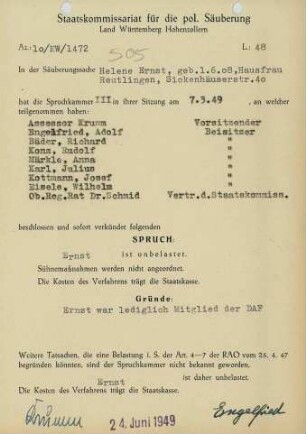 Staatskommissariat für die pol. Säuberung
Land Württemberg Hohenzollern
Az.: 10/KW/1472
505
L: 48
In der Säuberungssache Helene Ernst, geb.1.6.08, Hausfrau
Reutlingen, Sickenhäuserstr.40
hat die Spruchkammer III in ihrer Sitzung am 7.3.49, an welcher
teilgenommen haben:
Assessor Krumm Vorsitzender
Engelfried, Adolf Beisitzer
Bäder, Richard
Konz, Rudolf
Märkle, Anna
Karl, Julius
Kottmann, Josef
Eisele, Wilhelm
Ob.Reg.Rat Dr.Schmid Vertr.d.Staatskommiss.
beschlossen und sofort verkündet folgenden
SPRUCH:
Ernst ist unbelastet.
Sühnemaßnahmen werden nicht angeordnet.
Die Kosten des Verfahrens trägt die Staatskasse.
Gründe:
Ernst war lediglich Mitglied der DAF
Weitere Tatsachen, die eine Belastung i. S. der Art. 4–7 der RAO vom 25. 4. 47
begründen könnten, sind der Spruchkammer nicht bekannt geworden.
Ernst ist daher unbelastet.
Die Kosten des Verfahrens trägt die Staatskasse.
Krumm
24. Juni 1949
Engelfried